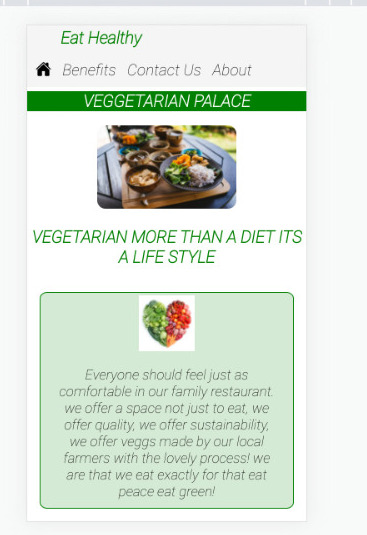 Eat Healthy
Benefits Contact Us About
VEGGETARIAN PALACE
VEGETARIAN MORE THAN A DIET ITS
A LIFE STYLE
Everyone should feel just as
comfortable in our family restaurant.
we offer a space not just to eat, we
offer quality, we offer sustainability,
we offer veggs made by our local
farmers with the lovely process! we
are that we eat exactly for that eat
peace eat green!